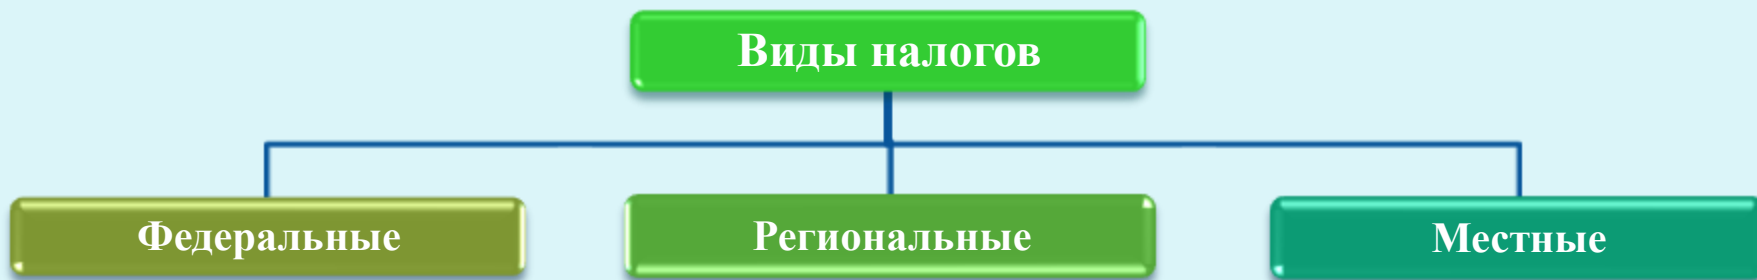 Виды налогов
Федеральные
Региональные
Местные